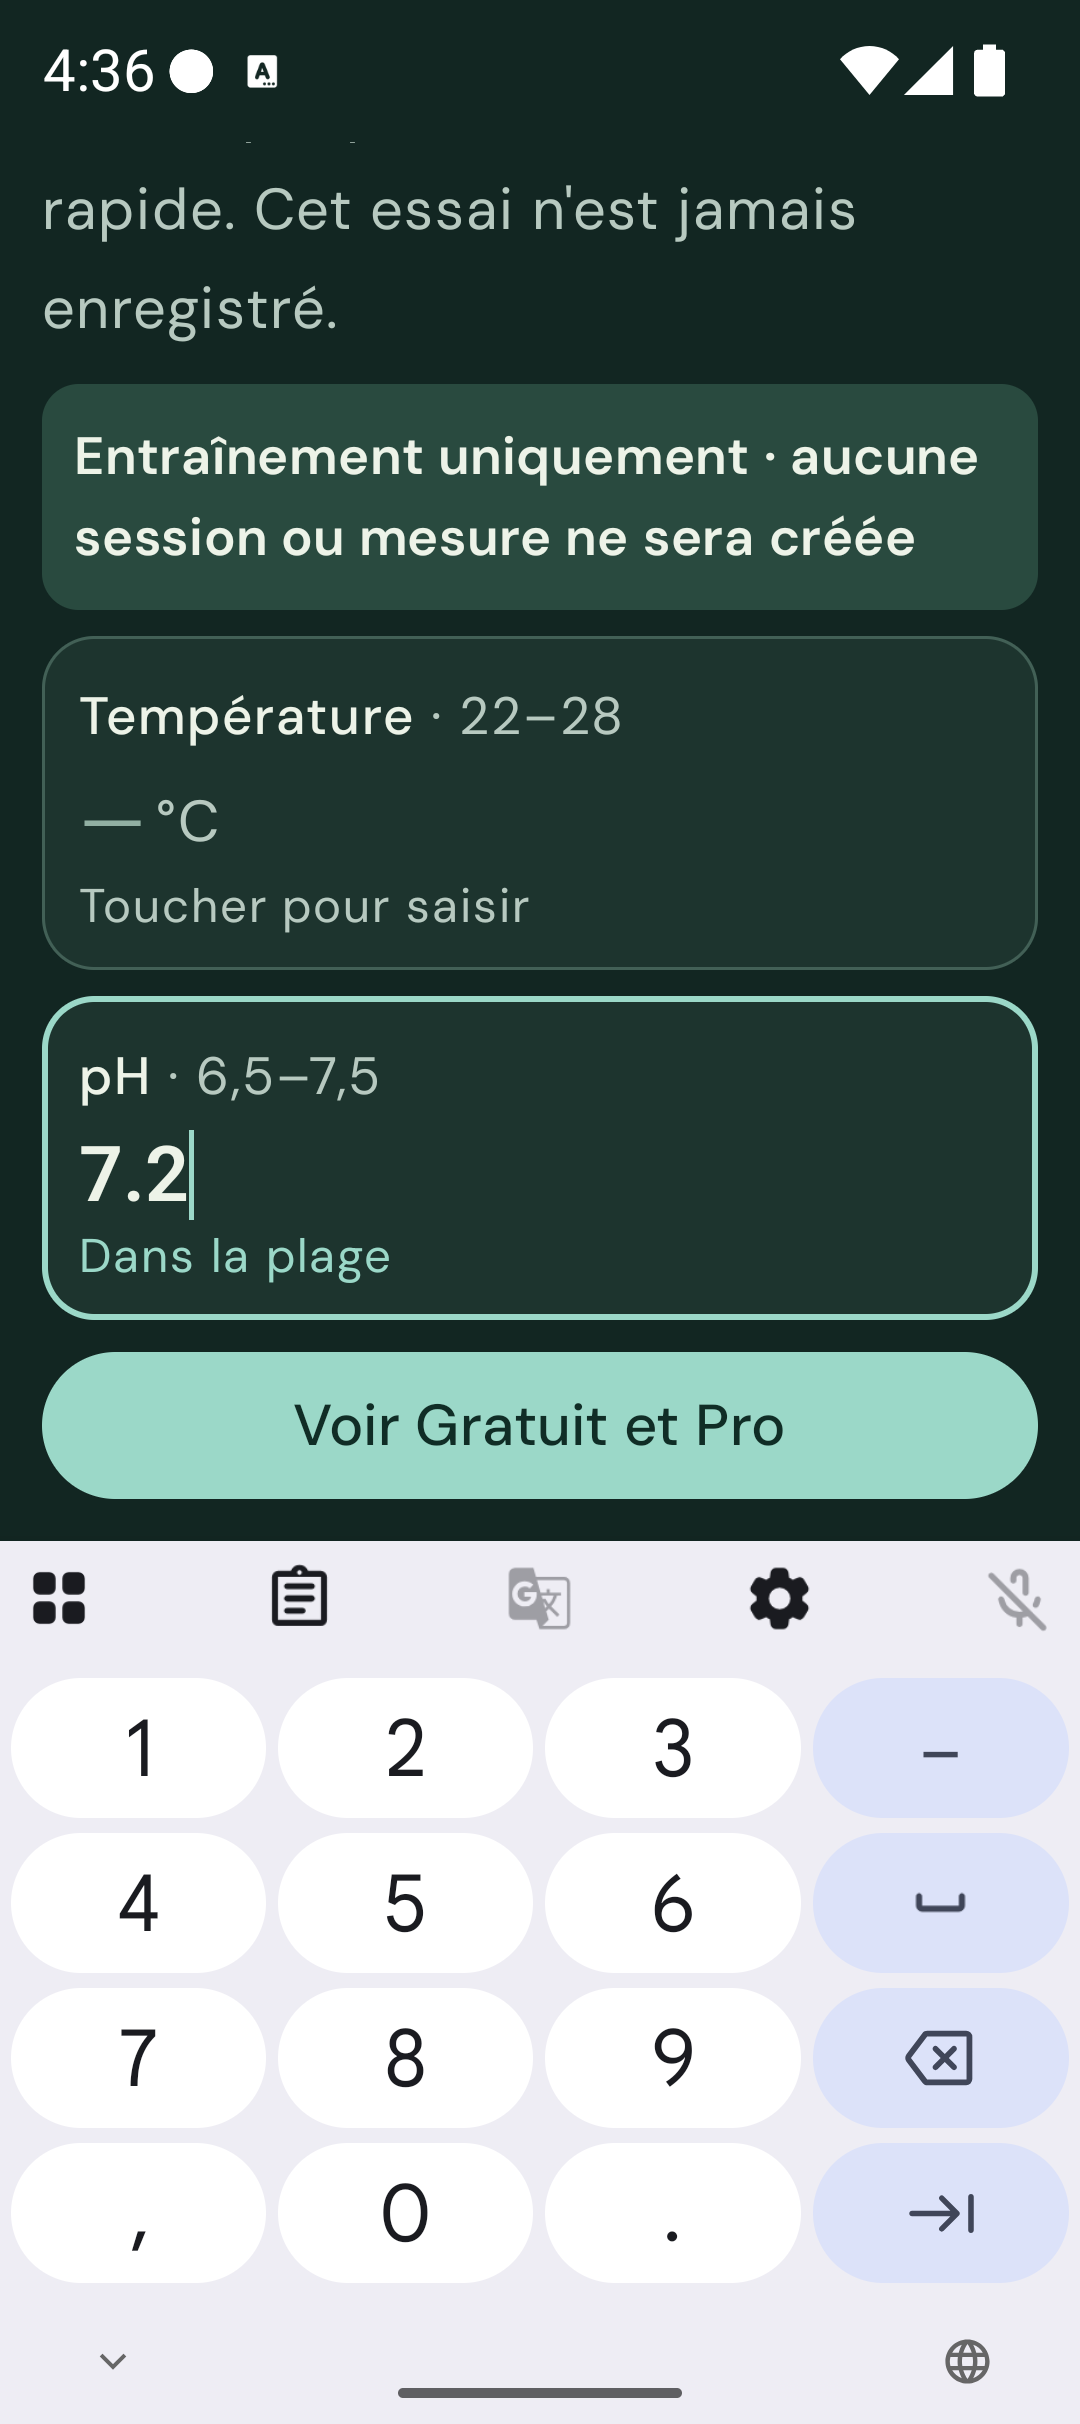 4:36
rapide. Cet essai n'est jamais
enregistré.
Entraînement uniquement · aucune
session ou mesure ne sera créée
Température · 22–28
— °C
Toucher pour saisir
pH · 6,5–7,5
7.2
Dans la plage
Voir Gratuit et Pro
1 2 3 –
4 5 6
7 8 9
, 0 .